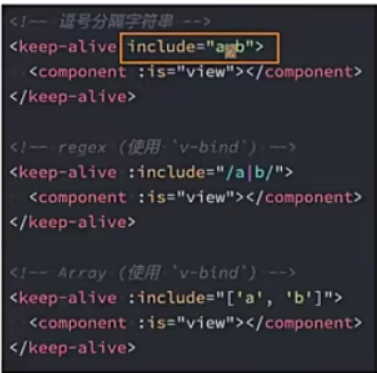 <!-- 逗号分隔字符串 -->
<keep-alive include="a,b">
<component :is="view"></component>
</keep-alive>
<!-- regex (使用 `v-bind`) -->
<keep-alive :include="/a|b/">
<component :is="view"></component>
</keep-alive>
<!-- Array (使用 `v-bind`) -->
<keep-alive :include="['a', 'b']">
<component :is="view"></component>
</keep-alive>